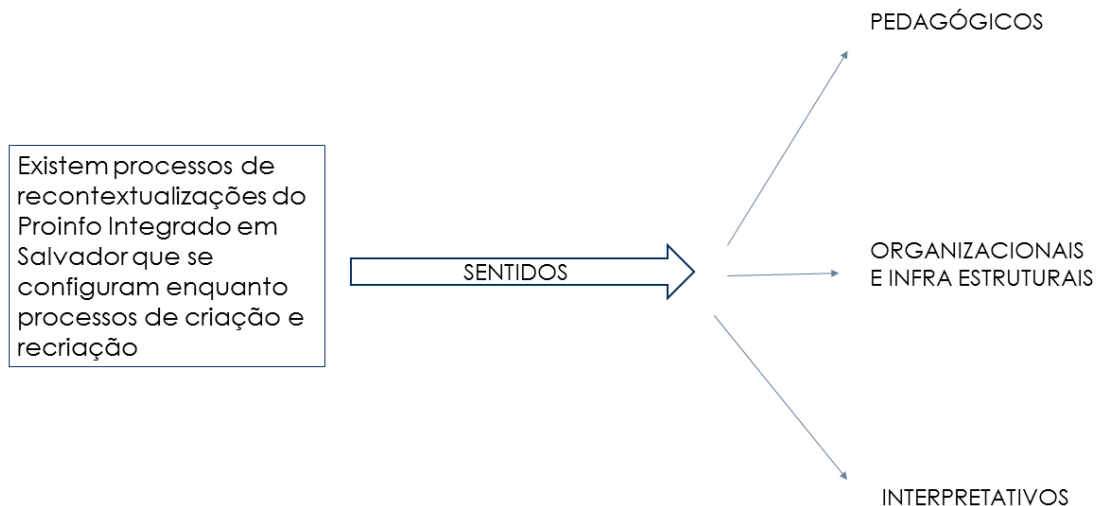 PEDAGÓGICOS
Existem processos de
recontextualizações do
Proinfo Integrado em
Salvador que se
configuram enquanto
processos de criação e
recriação
SENTIDOS
ORGANIZACIONAIS
E INFRA ESTRUTURAIS
INTERPRETATIVOS